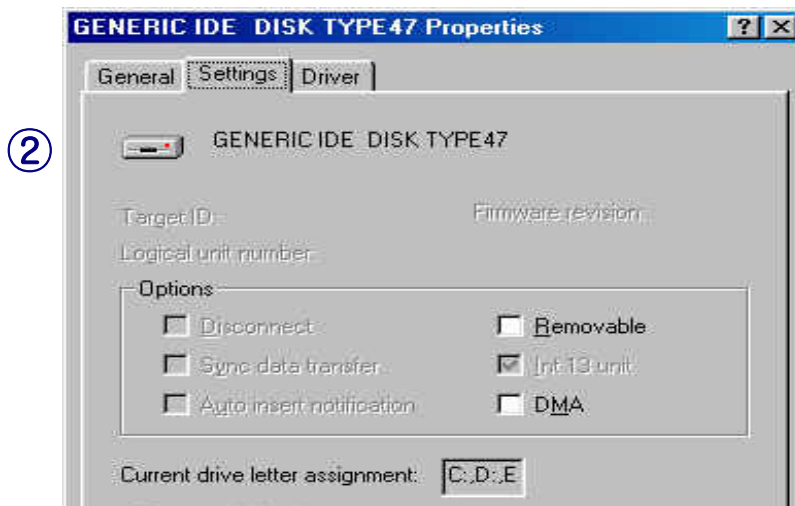 GENERIC IDE DISK TYPE47 Properties
General Settings Driver
②
GENERIC IDE DISK TYPE47
Target ID: Firmware revision:
Logical unit number:
Options
Disconnect Removable
Sync data transfer Int 13 unit
Auto insert notification DMA
Current drive letter assignment: C:,D:,E